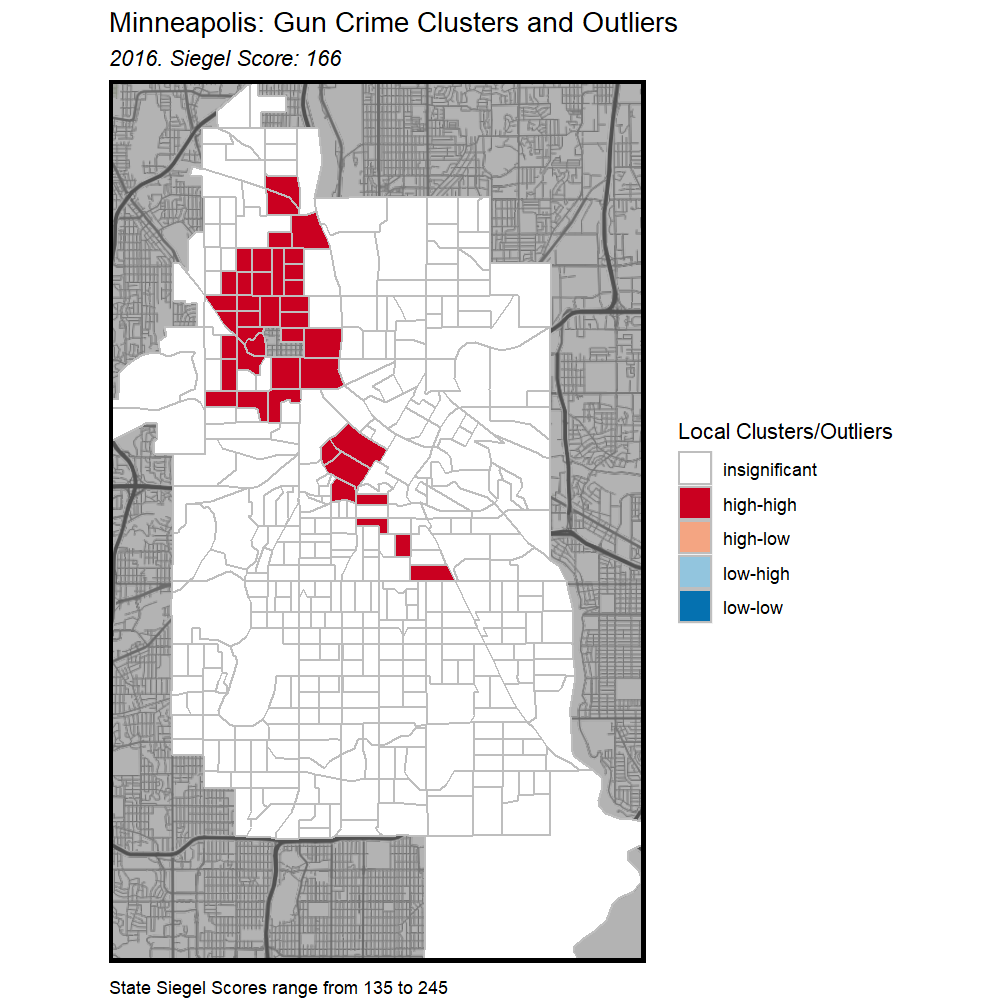 Minneapolis: Gun Crime Clusters and Outliers
2016. Siegel Score: 166
Local Clusters/Outliers
insignificant
high-high
high-low
low-high
low-low
State Siegel Scores range from 135 to 245